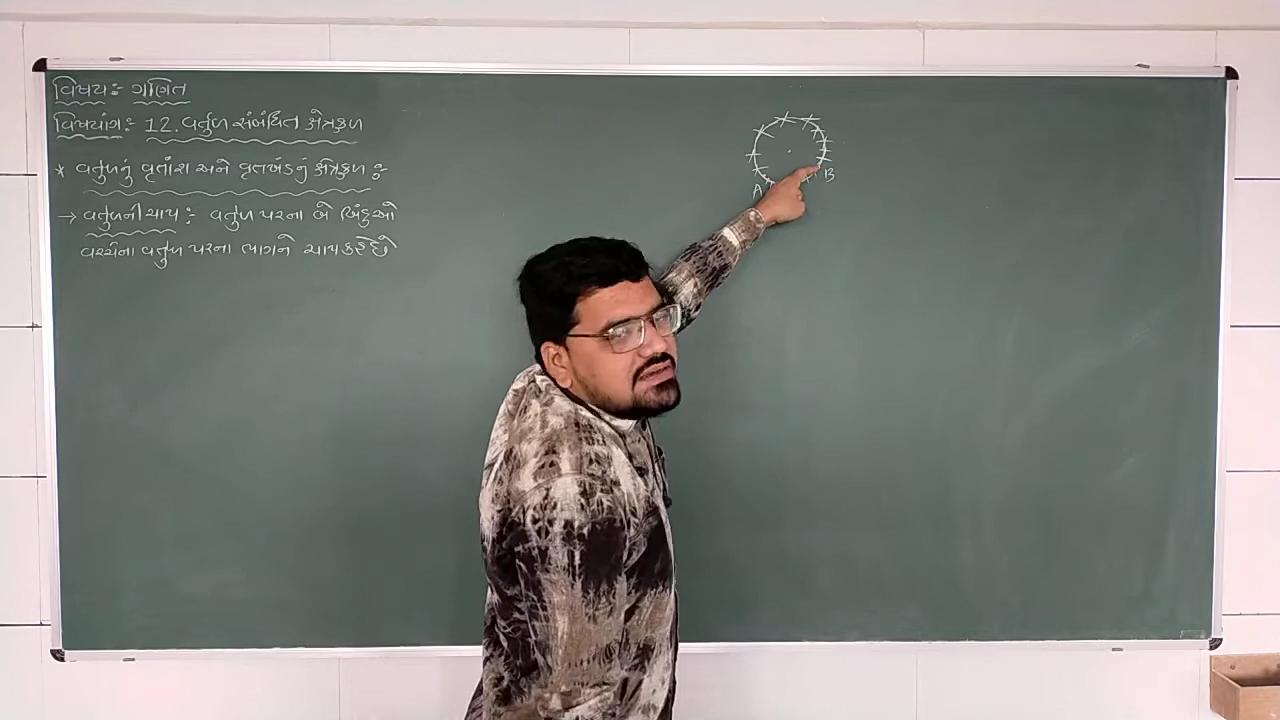 વિષય:- ગણિત
વિષયાંગ:- 12. વર્તુળ સંબંધિત ક્ષેત્રફળ
* વર્તુળનું વૃતાંશ અને વૃતખંડનું ક્ષેત્રફળ :-
→ વર્તુળની ચાપ :- વર્તુળ પરના બે બિંદુઓ
વચ્ચેના વર્તુળ પરના ભાગને ચાપ કહે છે
A B